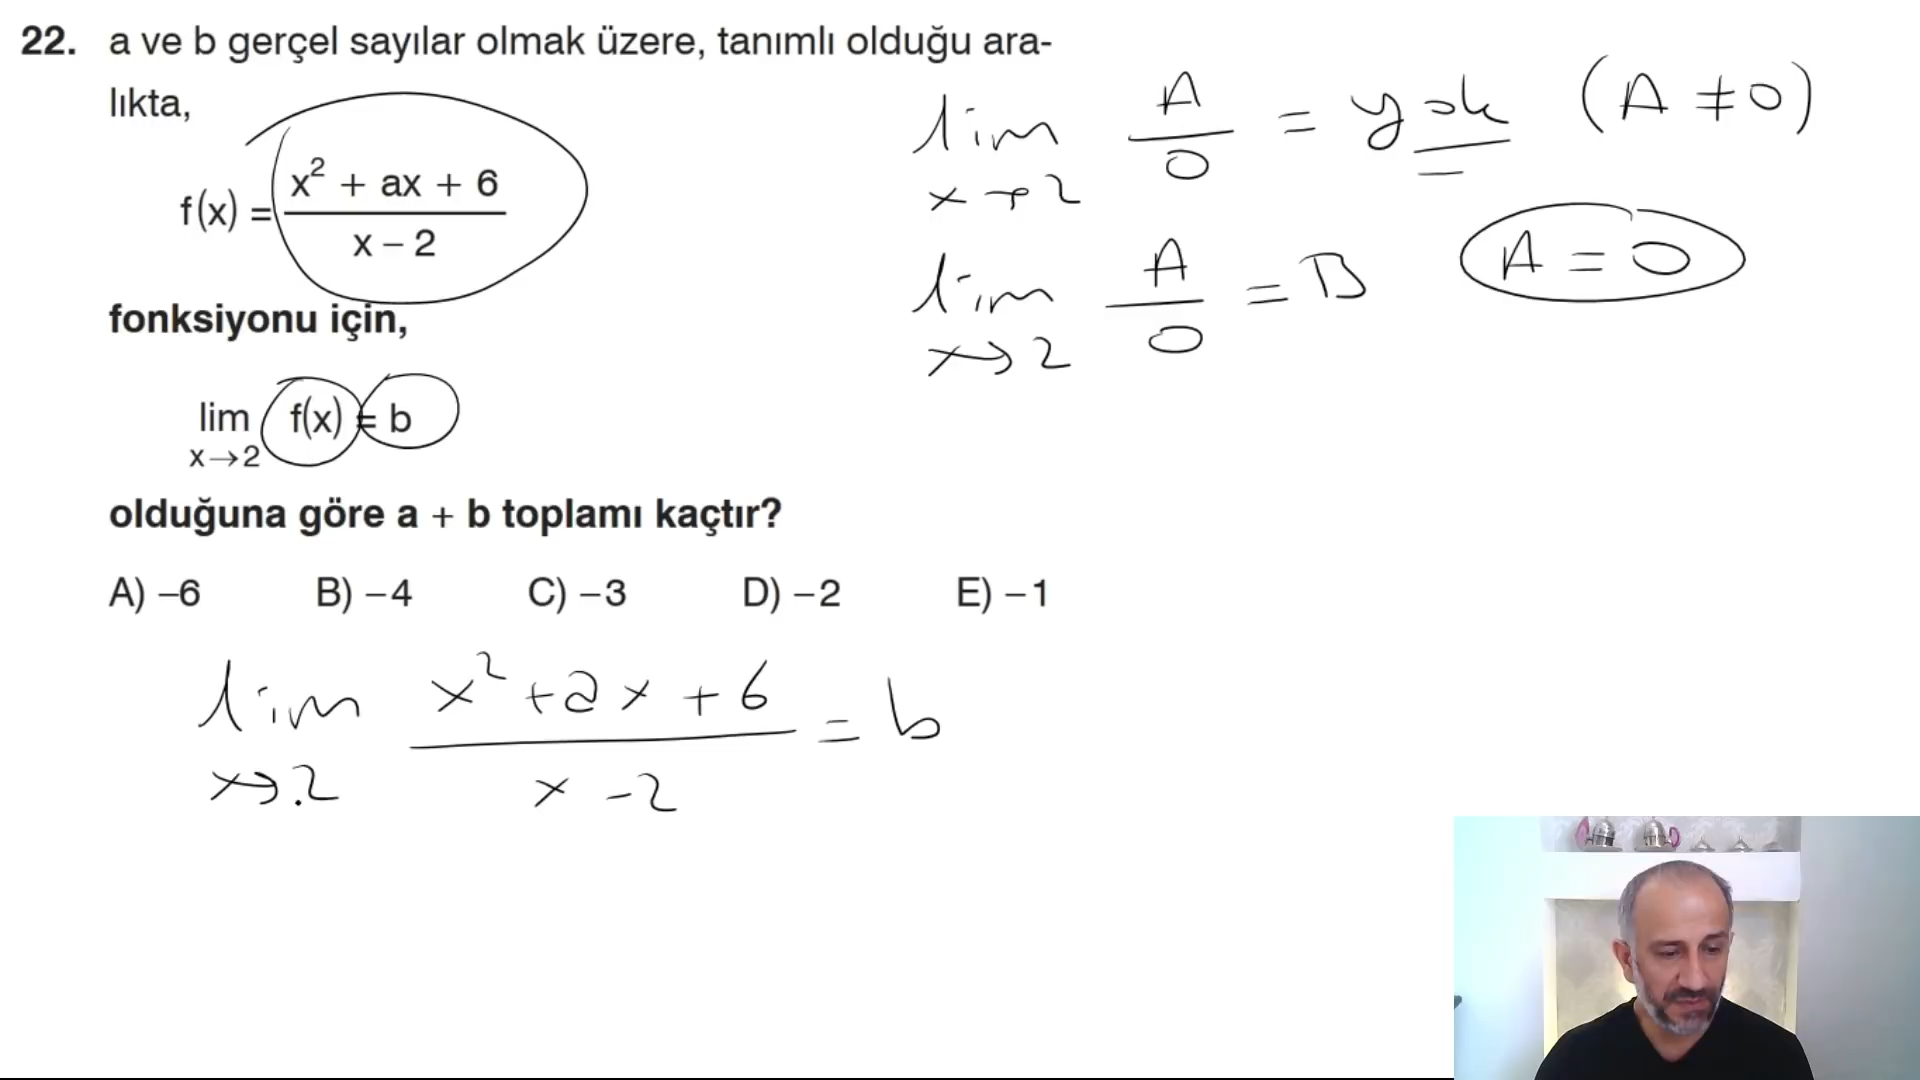 22. a ve b gerçel sayılar olmak üzere, tanımlı olduğu ara-
lıkta,
f(x) = (x² + ax + 6) / (x – 2)
fonksiyonu için,
lim x→2 f(x) = b
olduğuna göre a + b toplamı kaçtır?
A) –6 B) –4 C) –3 D) –2 E) –1
lim x→2 (x² + ax + 6) / (x – 2) = b
lim x→2 A/0 = yok (A ≠ 0)
lim x→2 A/0 = B A = 0